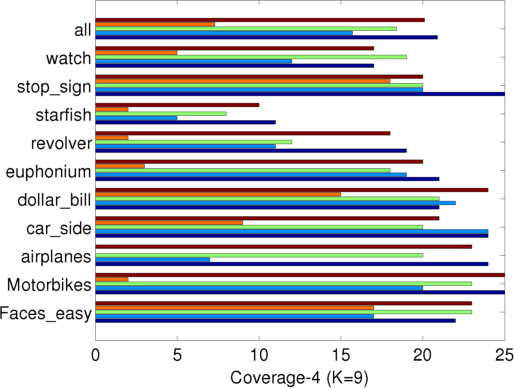 all
watch
stop_sign
starfish
revolver
euphonium
dollar_bill
car_side
airplanes
Motorbikes
Faces_easy
0 5 10 15 20 25
Coverage-4 (K=9)